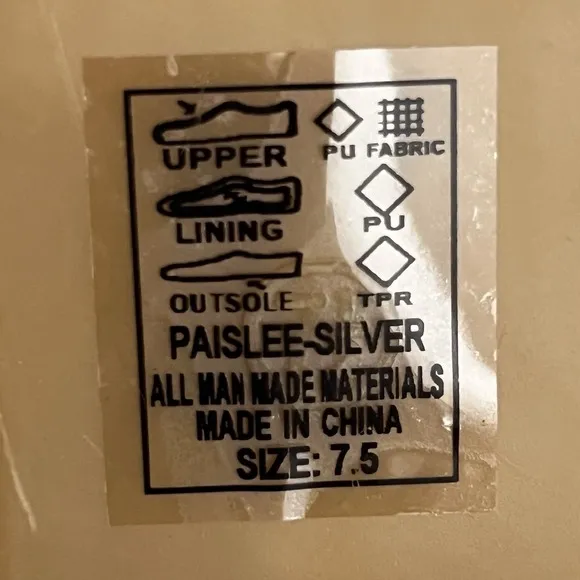 UPPER PU FABRIC
LINING PU
OUTSOLE TPR
PAISLEE-SILVER
ALL MAN MADE MATERIALS
MADE IN CHINA
SIZE: 7.5